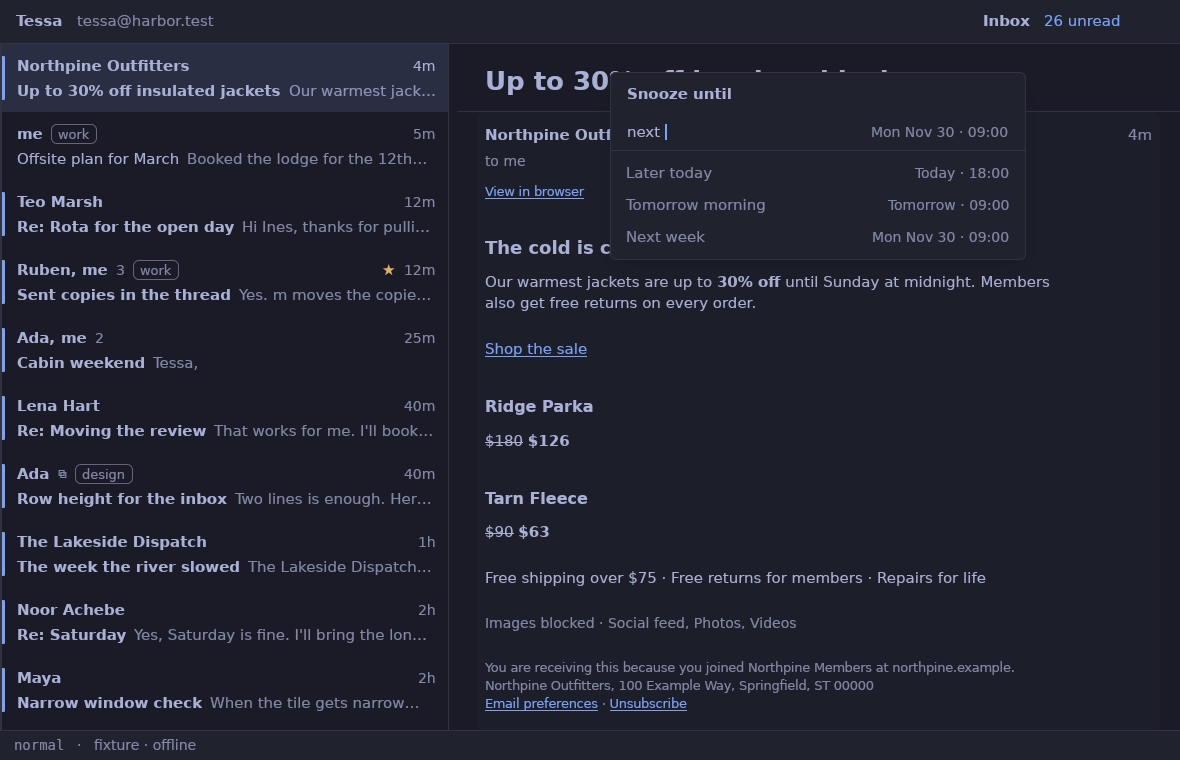 Tessa tessa@harbor.test
Inbox 26 unread
Northpine Outfitters 4m
Up to 30% off insulated jackets Our warmest jack…
me work 5m
Offsite plan for March Booked the lodge for the 12th…
Teo Marsh 12m
Re: Rota for the open day Hi Ines, thanks for pulli…
Ruben, me 3 work ★ 12m
Sent copies in the thread Yes. m moves the copie…
Ada, me 2 25m
Cabin weekend Tessa,
Lena Hart 40m
Re: Moving the review That works for me. I'll book…
Ada design 40m
Row height for the inbox Two lines is enough. Her…
The Lakeside Dispatch 1h
The week the river slowed The Lakeside Dispatch…
Noor Achebe 2h
Re: Saturday Yes, Saturday is fine. I'll bring the lon…
Maya 2h
Narrow window check When the tile gets narrow…
Up to 30
Snooze until
next Mon Nov 30 · 09:00
Later today Today · 18:00
Tomorrow morning Tomorrow · 09:00
Next week Mon Nov 30 · 09:00
Northpine Outf 4m
to me
View in browser
The cold is c
Our warmest jackets are up to 30% off until Sunday at midnight. Members
also get free returns on every order.
Shop the sale
Ridge Parka
$180 $126
Tarn Fleece
$90 $63
Free shipping over $75 · Free returns for members · Repairs for life
Images blocked · Social feed, Photos, Videos
You are receiving this because you joined Northpine Members at northpine.example.
Northpine Outfitters, 100 Example Way, Springfield, ST 00000
Email preferences · Unsubscribe
normal · fixture · offline